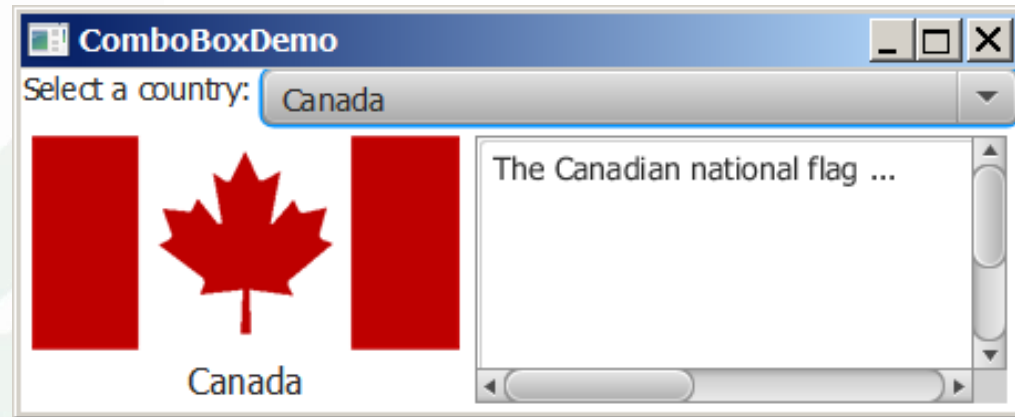 ComboBoxDemo
Select a country: Canada
The Canadian national flag ...
Canada